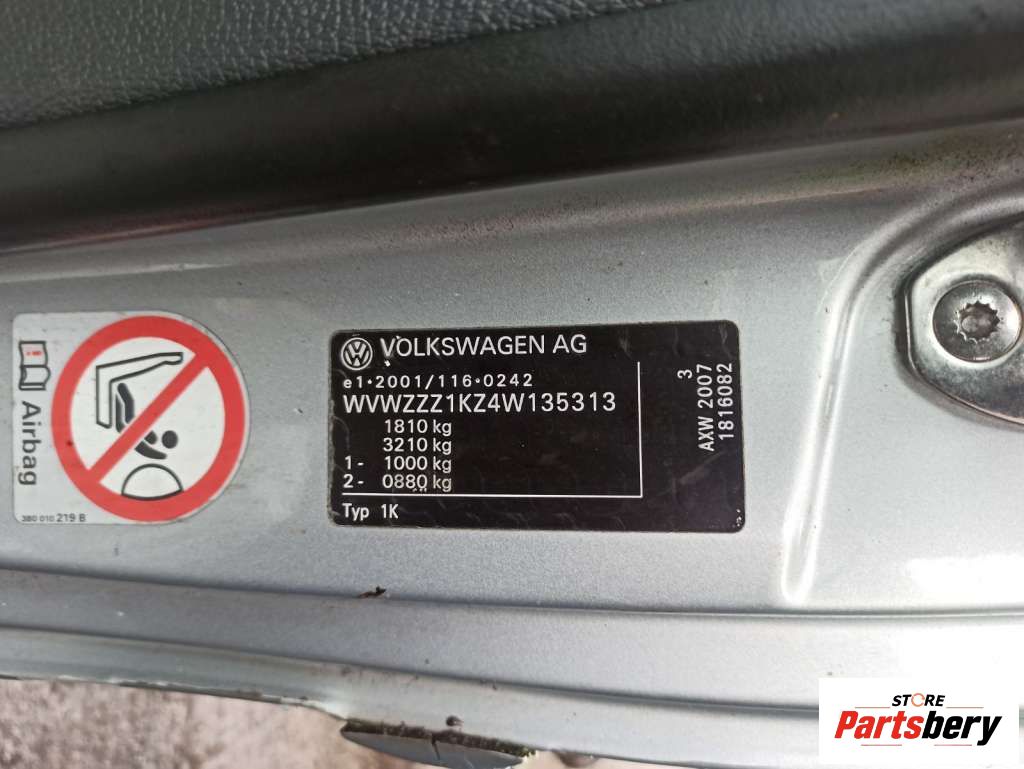 Airbag
3B0 010 219 B
VOLKSWAGEN AG
e1*2001/116*0242
WVWZZZ1KZ4W135313
1810 kg
3210 kg
1- 1000 kg
2- 0880 kg
Typ 1K
3
AXW 2007
1816082
STORE
Partsbery